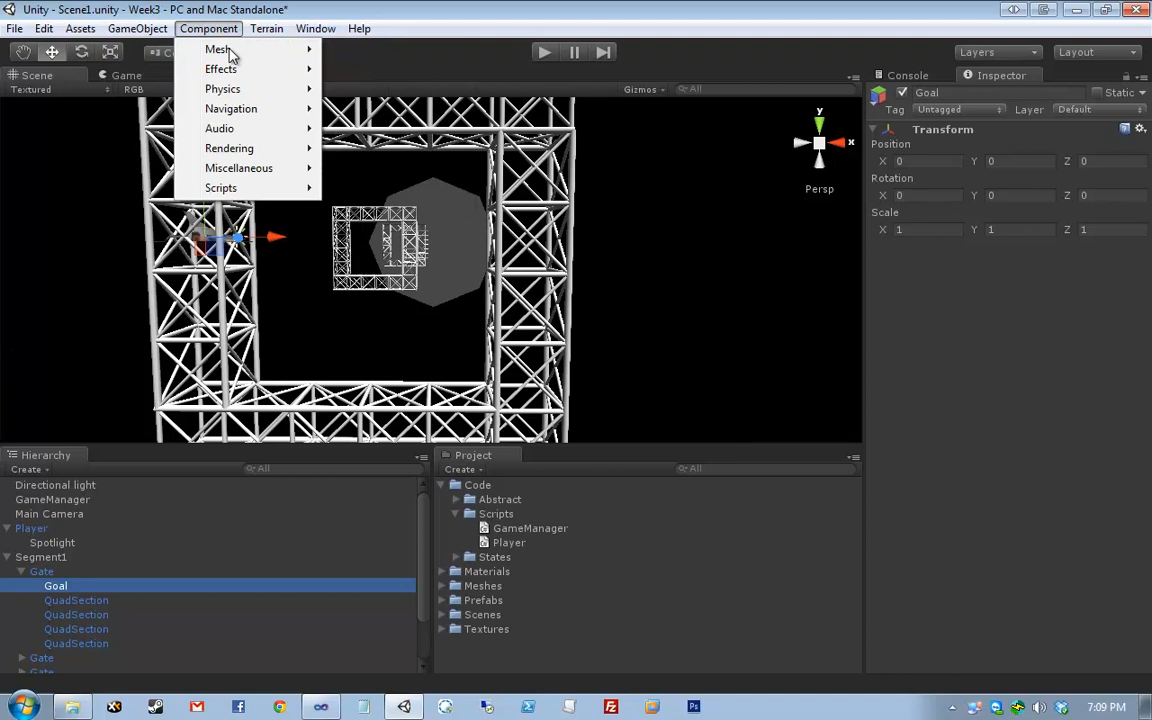 Unity - Scene1.unity - Week3 - PC and Mac Standalone*
File Edit Assets GameObject Component Terrain Window Help
Layers Layout
Mesh
Effects
Physics
Navigation
Audio
Rendering
Miscellaneous
Scripts
Scene Game
Textured RGB Gizmos All
y
x
Persp
Console Inspector
Goal Static
Tag Untagged Layer Default
Transform
Position
X 0 Y 0 Z 0
Rotation
X 0 Y 0 Z 0
Scale
X 1 Y 1 Z 1
Hierarchy
Create All
Directional light
GameManager
Main Camera
Player
Spotlight
Segment1
Gate
Goal
QuadSection
QuadSection
QuadSection
QuadSection
Gate
Gate
Project
Create All
Code
Abstract
Scripts
GameManager
Player
States
Materials
Meshes
Prefabs
Scenes
Textures
7:09 PM